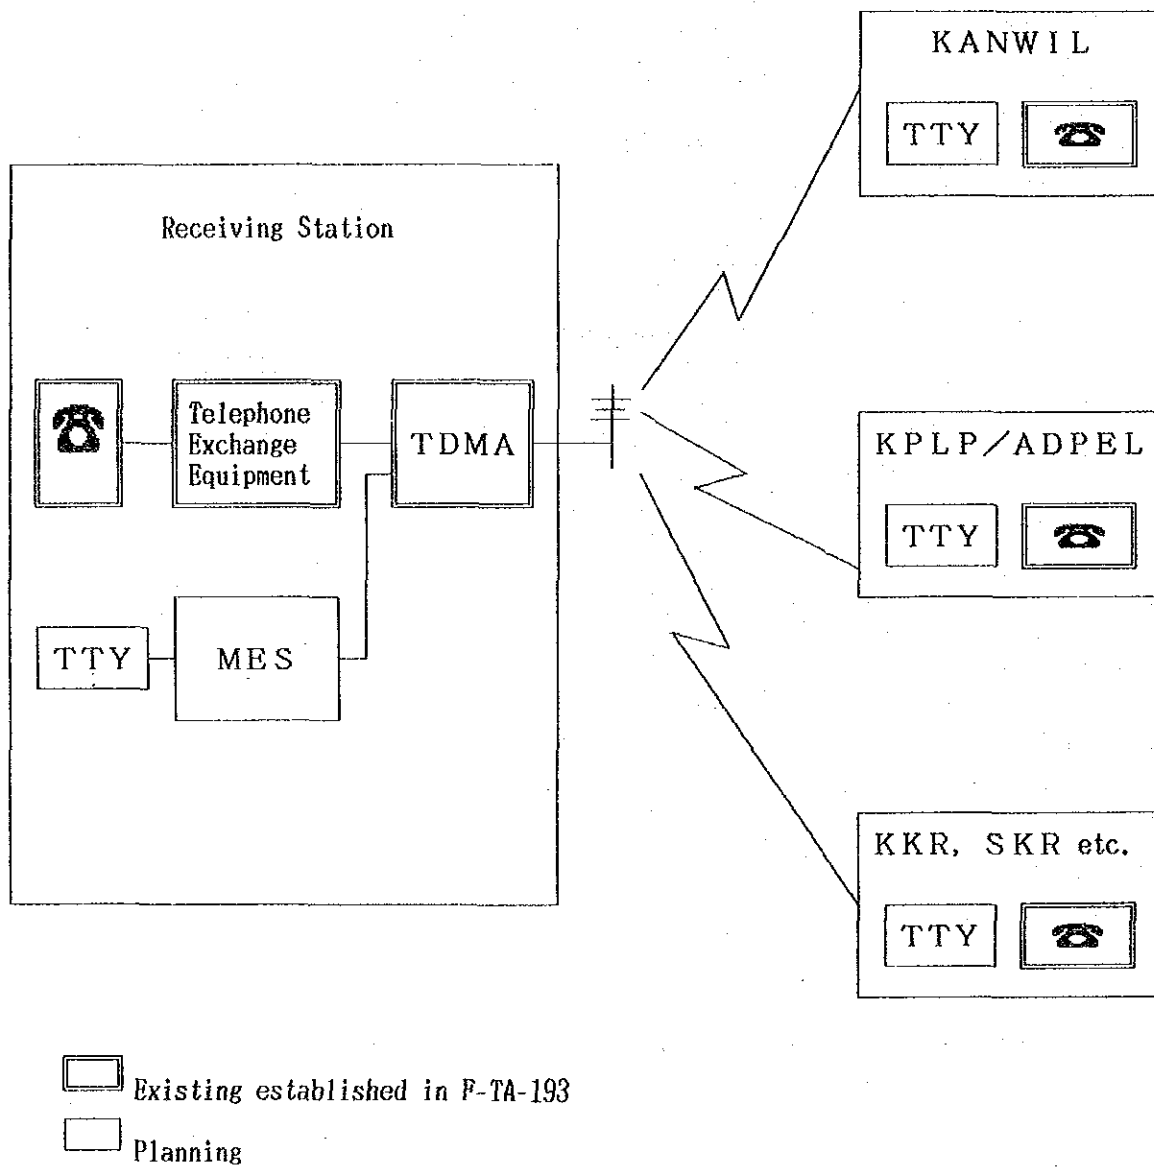 KANWIL
TTY
Receiving Station
Telephone
Exchange
Equipment
TDMA
KPLP/ADPEL
TTY
TTY
MES
KKR, SKR etc.
TTY
Existing established in F-TA-193
Planning